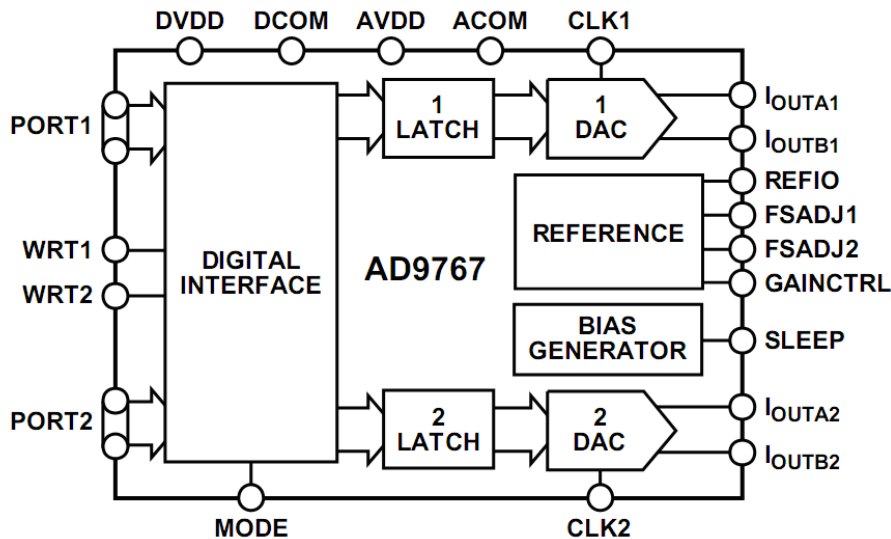 DVDD DCOM AVDD ACOM CLK1
PORT1
1
LATCH
1
DAC
IOUTA1
IOUTB1
REFIO
FSADJ1
FSADJ2
GAINCTRL
REFERENCE
WRT1
WRT2
DIGITAL
INTERFACE
AD9767
BIAS
GENERATOR
SLEEP
PORT2
2
LATCH
2
DAC
IOUTA2
IOUTB2
MODE CLK2